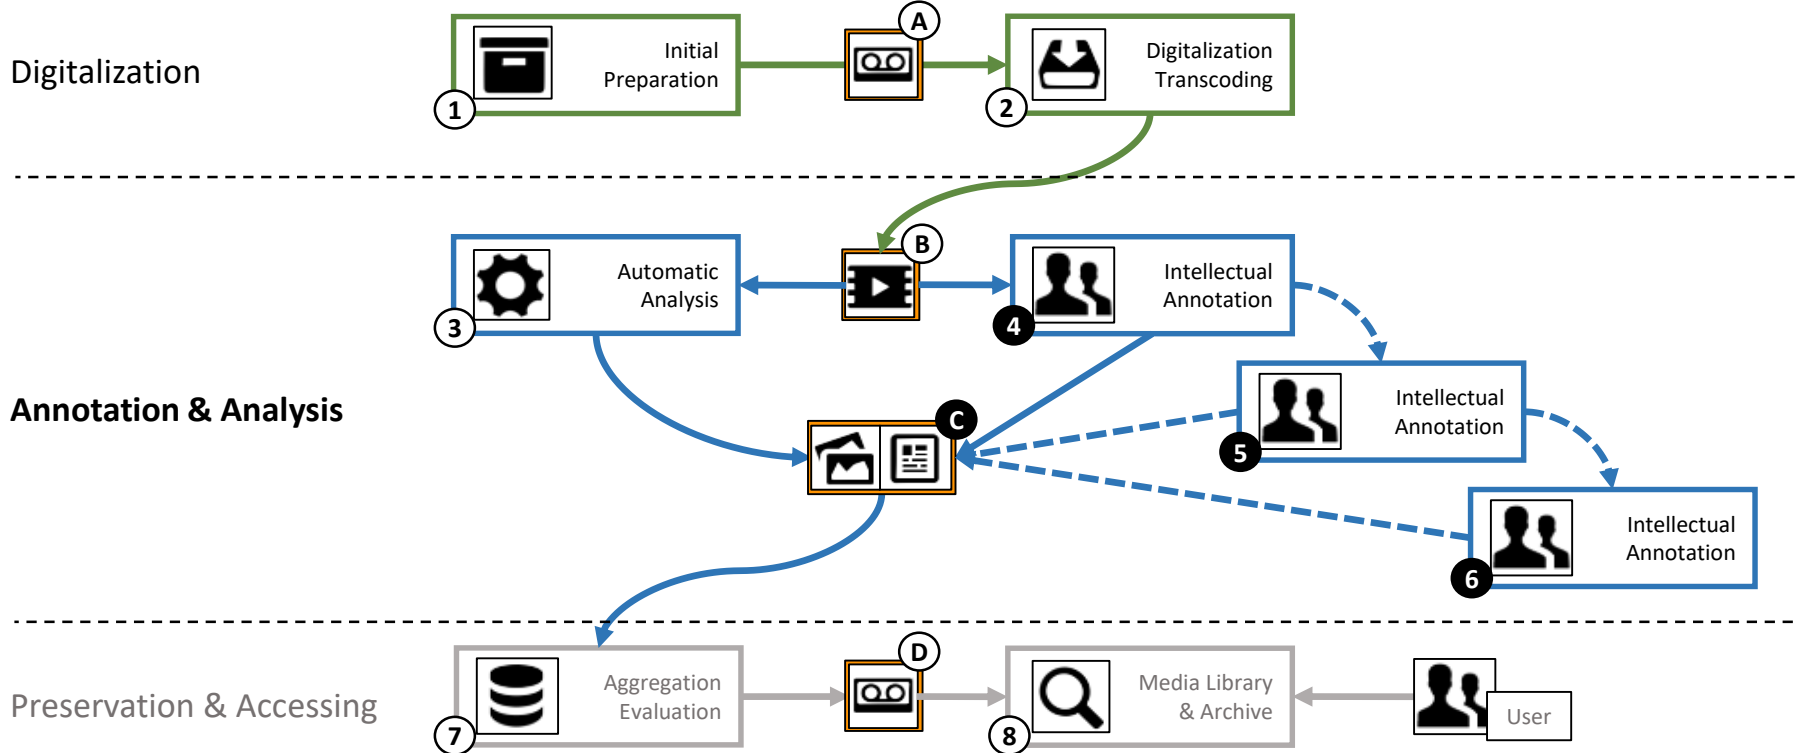 A
Initial
Preparation
Digitalization
Transcoding
Digitalization
1
2
B
Automatic
Analysis
Intellectual
Annotation
3
4
Intellectual
Annotation
Annotation & Analysis
C
5
Intellectual
Annotation
6
D
Aggregation
Evaluation
Media Library
& Archive
Preservation & Accessing
User
7
8